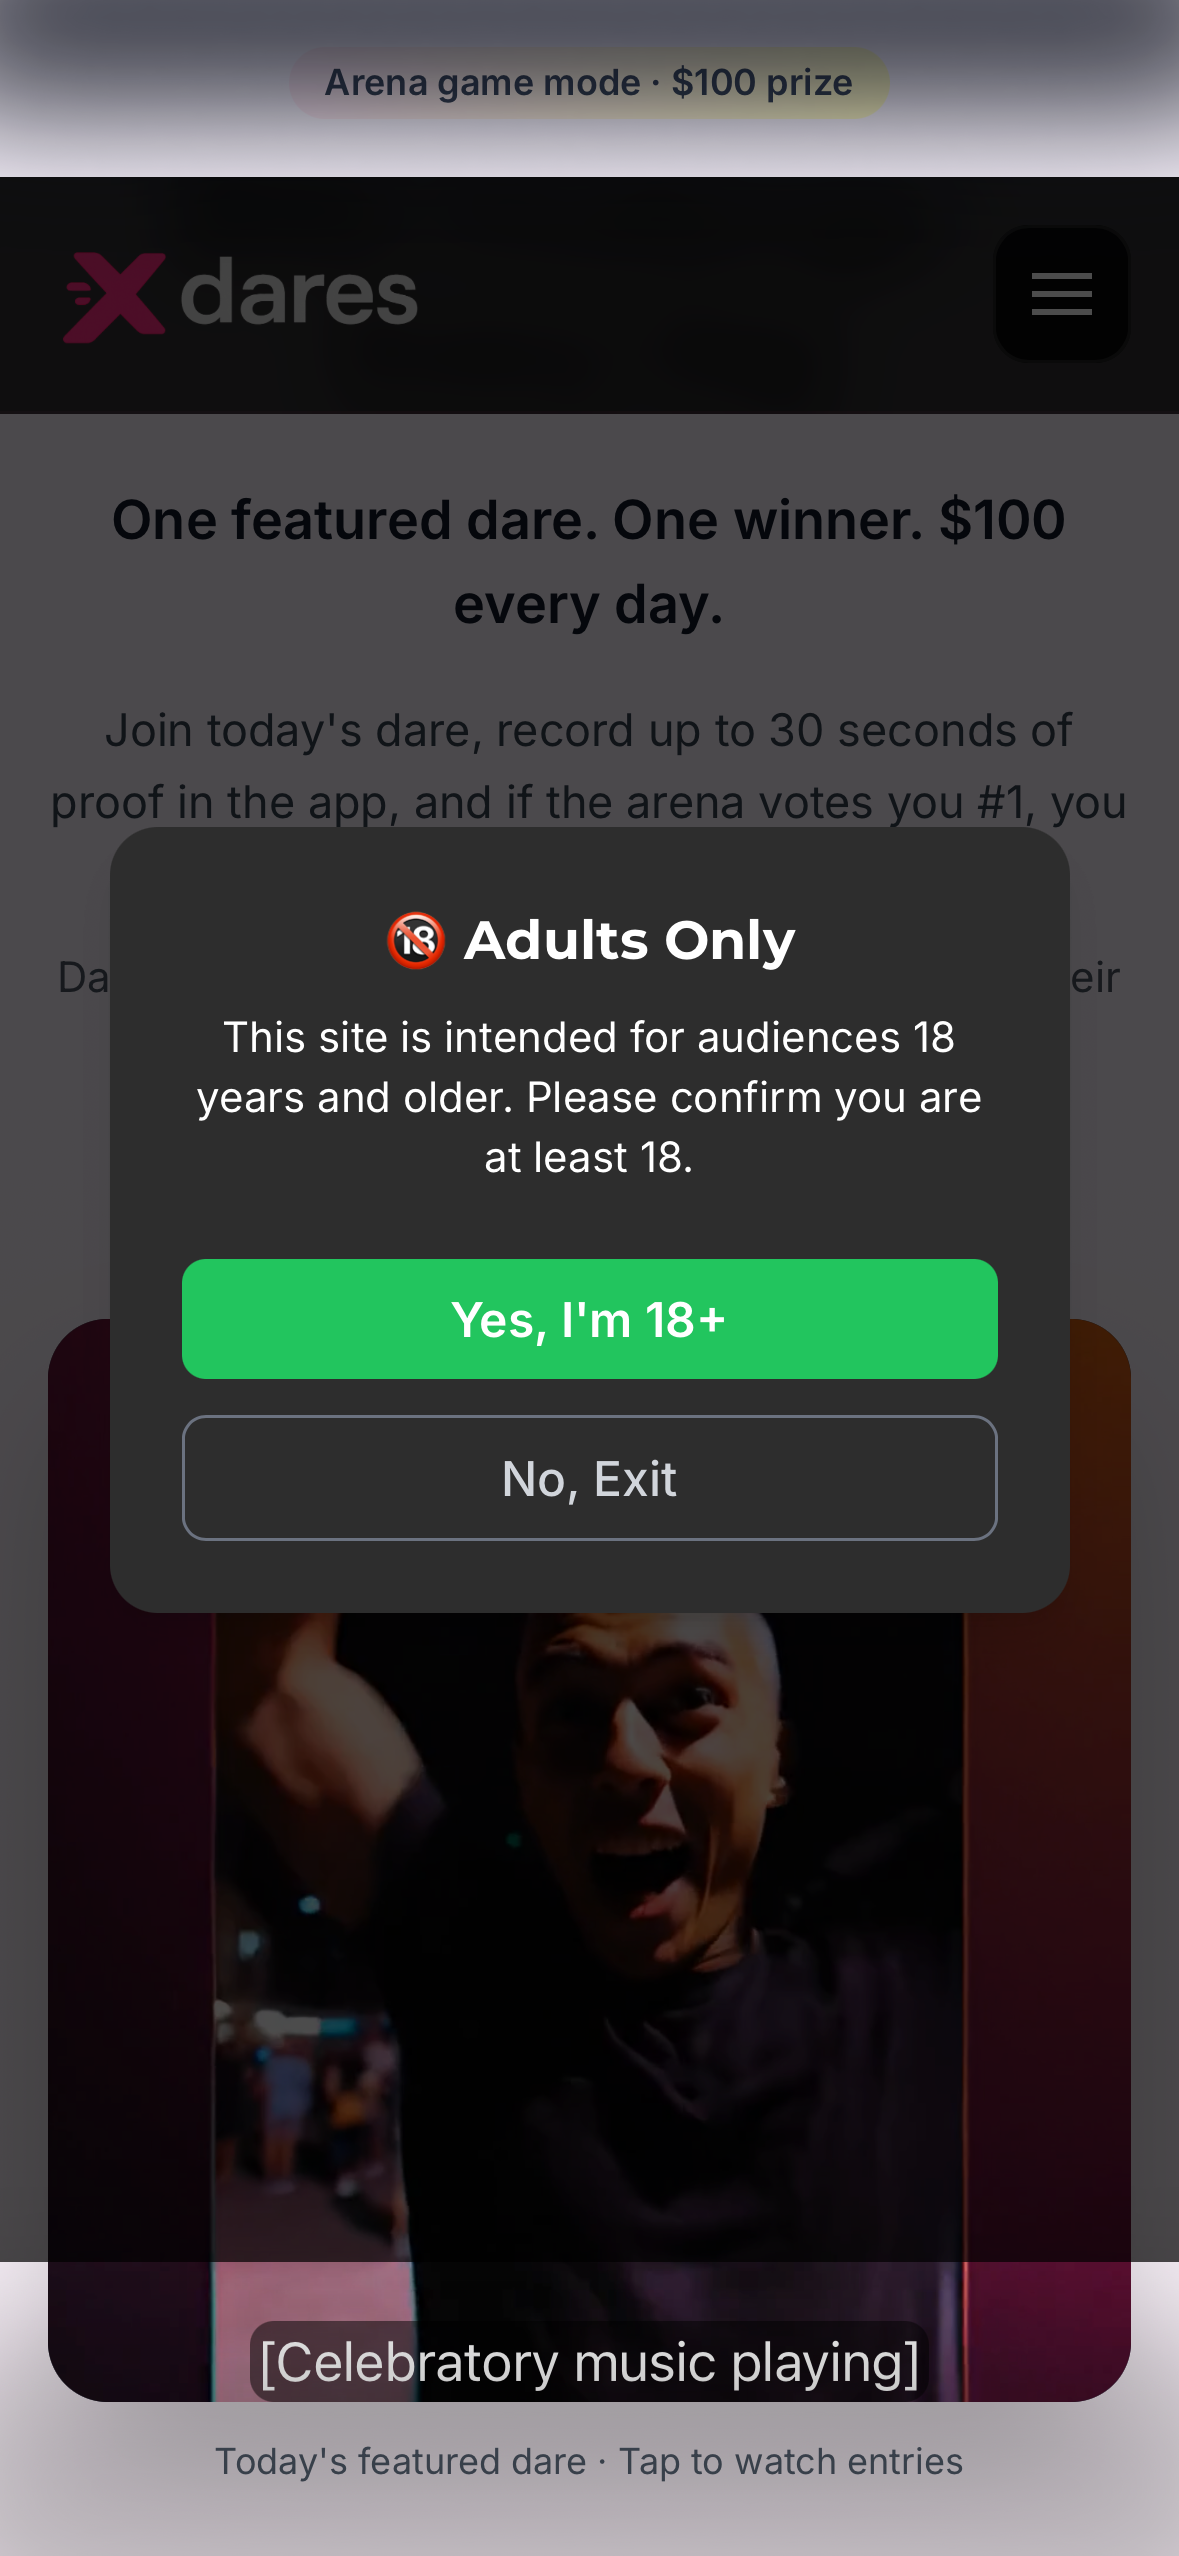 Arena game mode · $100 prize
X dares
One featured dare. One winner. $100
every day.
Join today's dare, record up to 30 seconds of
proof in the app, and if the arena votes you #1, you
🔞 Adults Only
This site is intended for audiences 18
years and older. Please confirm you are
at least 18.
Yes, I'm 18+
No, Exit
[Celebratory music playing]
Today's featured dare · Tap to watch entries